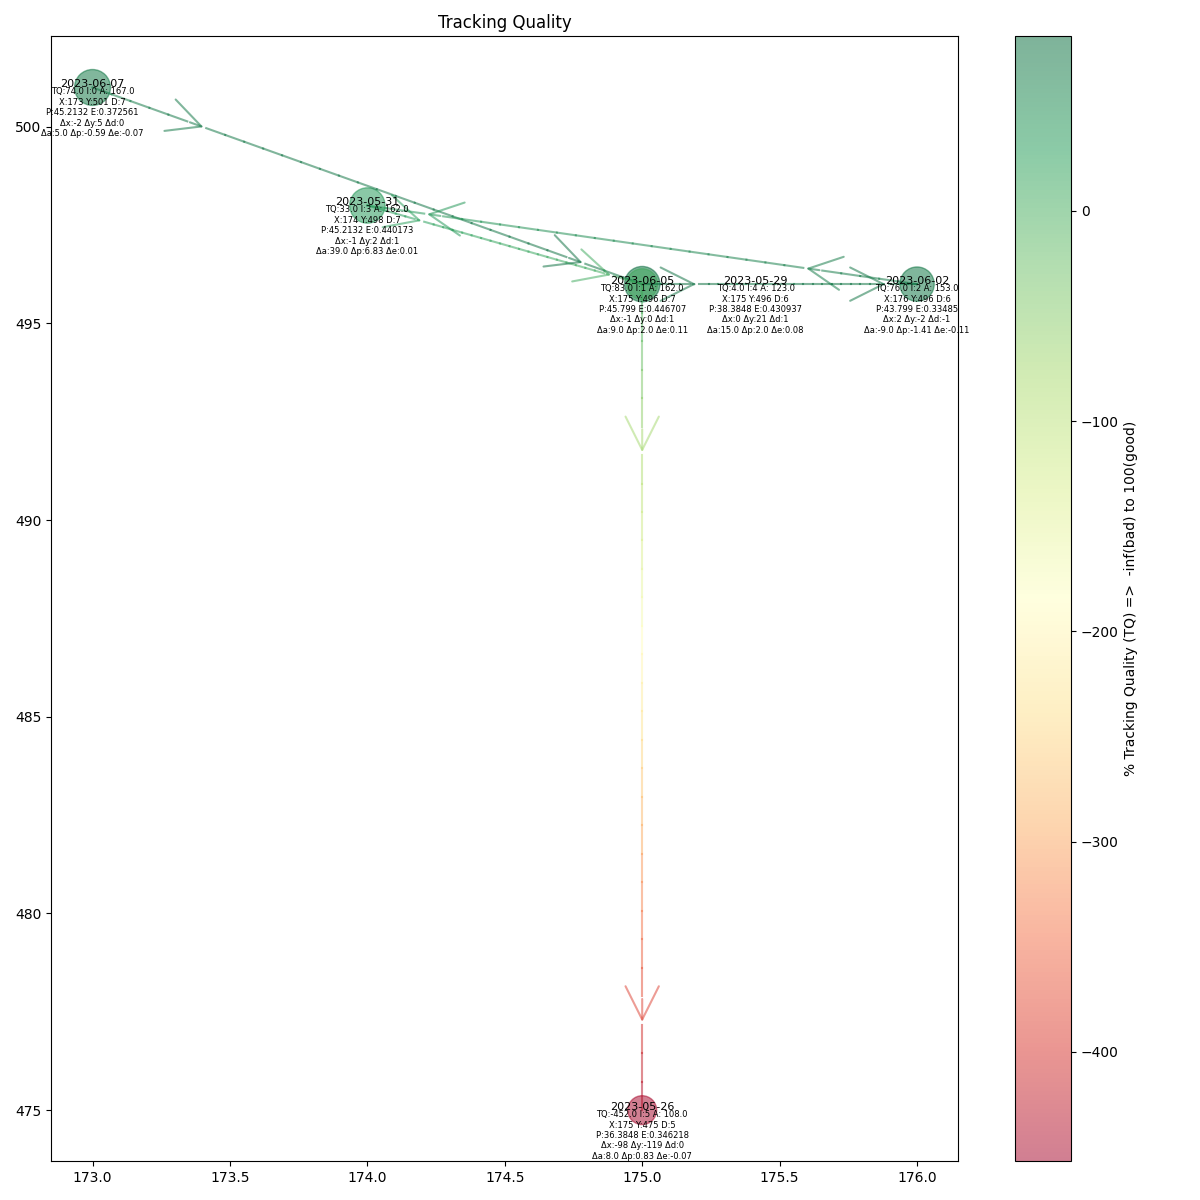 Tracking Quality
2023-06-07
TQ:74.0 I:0 A: 167.0
X:173 Y:501 D:7
P:45.2132 E:0.372561
Δx:-2 Δy:5 Δd:0
Δa:5.0 Δp:-0.59 Δe:-0.07
2023-05-31
TQ:33.0 I:3 A: 162.0
X:174 Y:498 D:7
P:45.2132 E:0.440173
Δx:-1 Δy:2 Δd:1
Δa:39.0 Δp:6.83 Δe:0.01
2023-06-05
TQ:83.0 I:1 A: 162.0
X:175 Y:496 D:7
P:45.799 E:0.446707
Δx:-1 Δy:0 Δd:1
Δa:9.0 Δp:2.0 Δe:0.11
2023-05-29
TQ:4.0 I:4 A: 123.0
X:175 Y:496 D:6
P:38.3848 E:0.430937
Δx:0 Δy:21 Δd:1
Δa:15.0 Δp:2.0 Δe:0.08
2023-06-02
TQ:76.0 I:2 A: 153.0
X:176 Y:496 D:6
P:43.799 E:0.33485
Δx:2 Δy:-2 Δd:-1
Δa:-9.0 Δp:-1.41 Δe:-0.11
2023-05-26
TQ:-452.0 I:5 A: 108.0
X:175 Y:475 D:5
P:36.3848 E:0.346218
Δx:-98 Δy:-119 Δd:0
Δa:8.0 Δp:0.83 Δe:-0.07
500
495
490
485
480
475
173.0
173.5
174.0
174.5
175.0
175.5
176.0
0
−100
−200
−300
−400
% Tracking Quality (TQ) => -inf(bad) to 100(good)